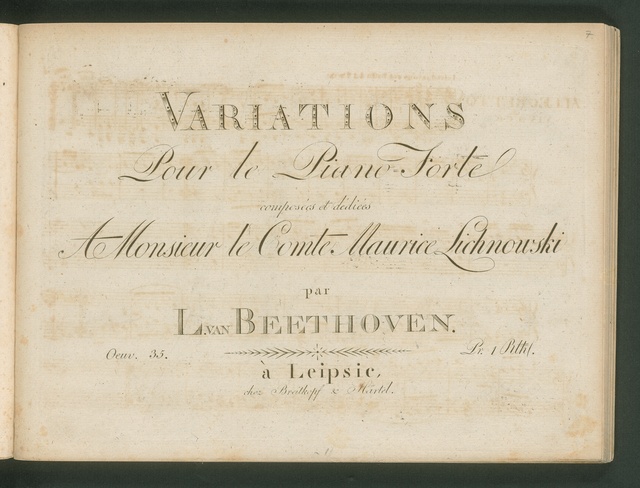 7
VARIATIONS
Pour le Piano-Forte
composées et dédiées
A Monsieur le Comte Maurice Lichnowski
par
L. VAN BEETHOVEN.
Oeuv. 35.
Pr. 1 Rthl.
à Leipsic,
chez Breitkopf & Härtel.